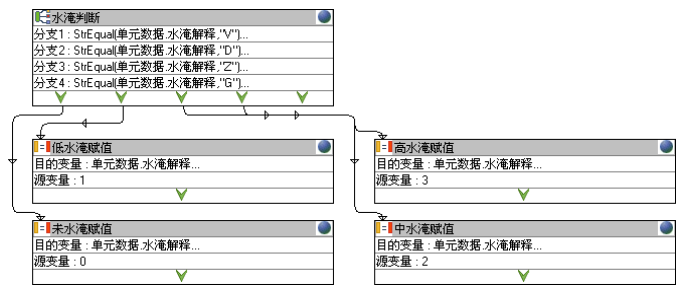 水淹判断
分支1 : StrEqual(单元数据.水淹解释,"V")...
分支2 : StrEqual(单元数据.水淹解释,"D")...
分支3 : StrEqual(单元数据.水淹解释,"Z")...
分支4 : StrEqual(单元数据.水淹解释,"G")...
低水淹赋值
目的变量 : 单元数据.水淹解释...
源变量 : 1
高水淹赋值
目的变量 : 单元数据.水淹解释...
源变量 : 3
未水淹赋值
目的变量 : 单元数据.水淹解释...
源变量 : 0
中水淹赋值
目的变量 : 单元数据.水淹解释...
源变量 : 2